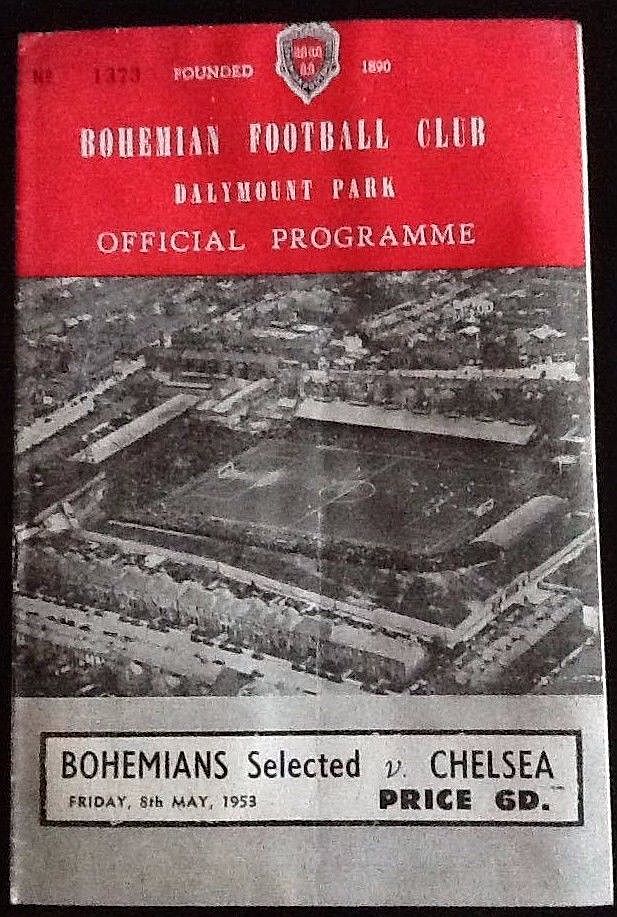 No 1373 FOUNDED 1890
BOHEMIAN FOOTBALL CLUB
DALYMOUNT PARK
OFFICIAL PROGRAMME
BOHEMIANS Selected v. CHELSEA
FRIDAY, 8th MAY, 1953 PRICE 6D.